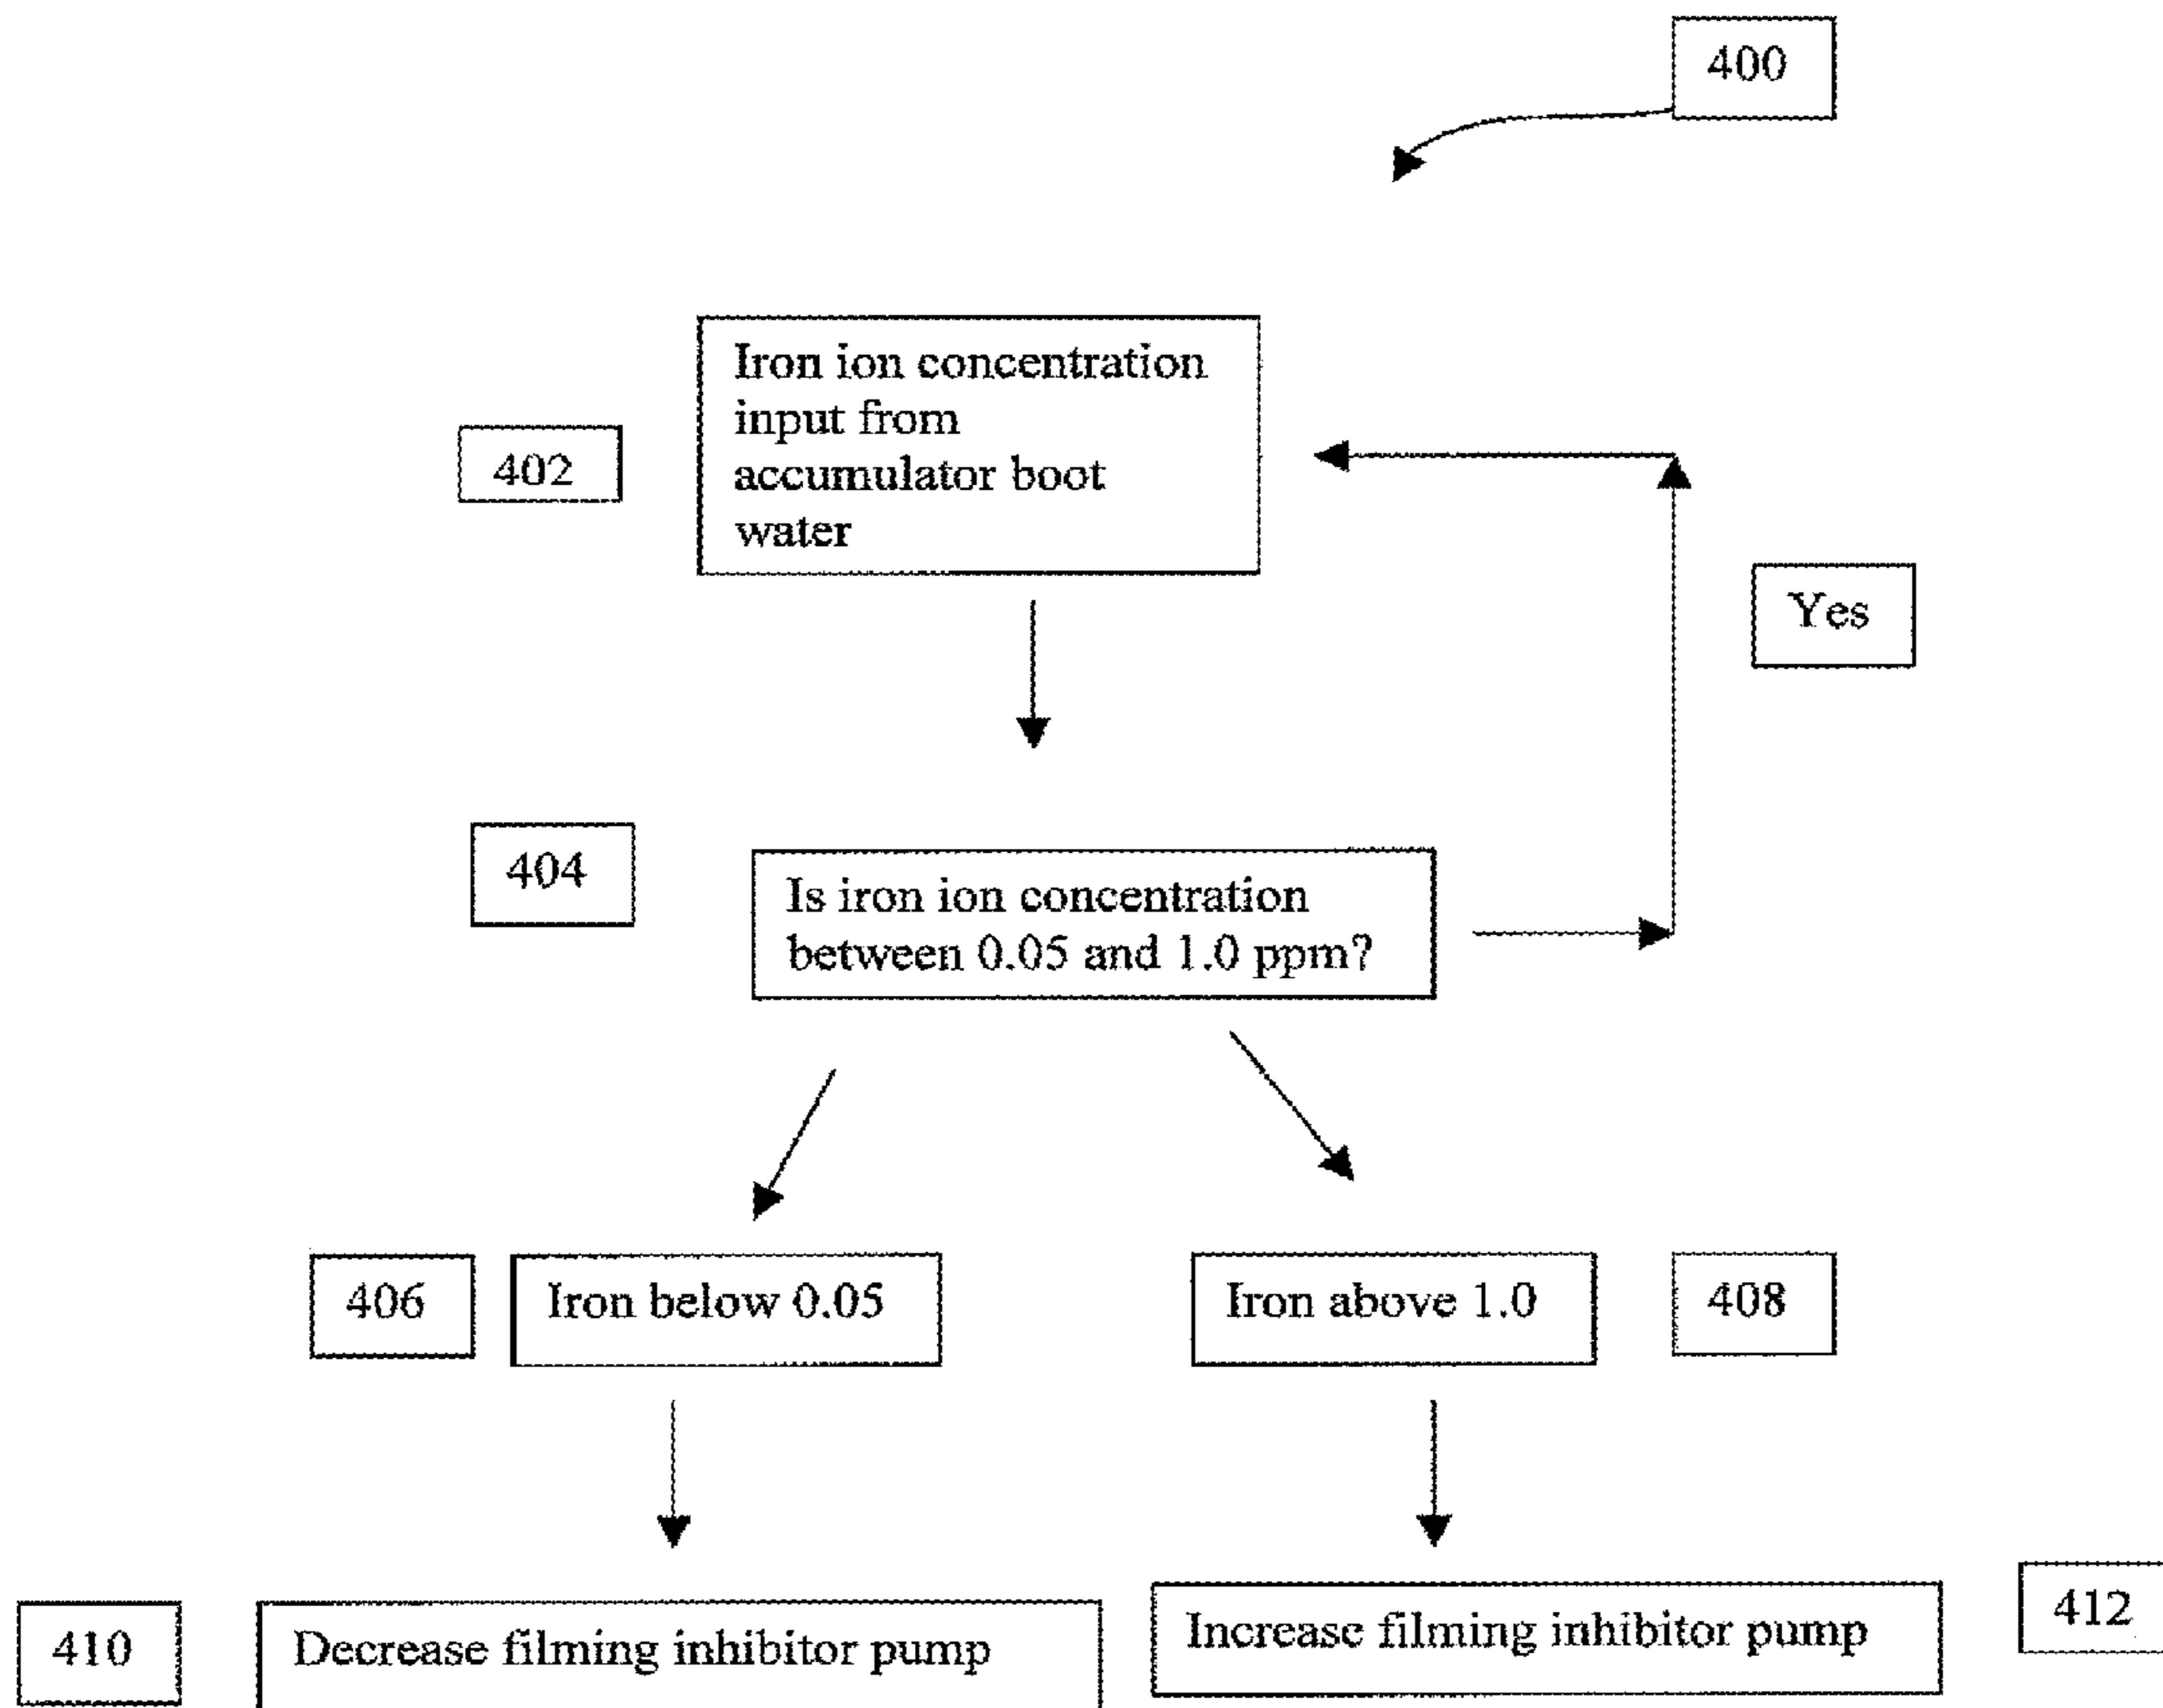 400
Iron ion concentration
input from
accumulator boot
water
402
Yes
404
Is iron ion concentration
between 0.05 and 1.0 ppm?
406
Iron below 0.05
Iron above 1.0
408
410
Decrease filming inhibitor pump
Increase filming inhibitor pump
412